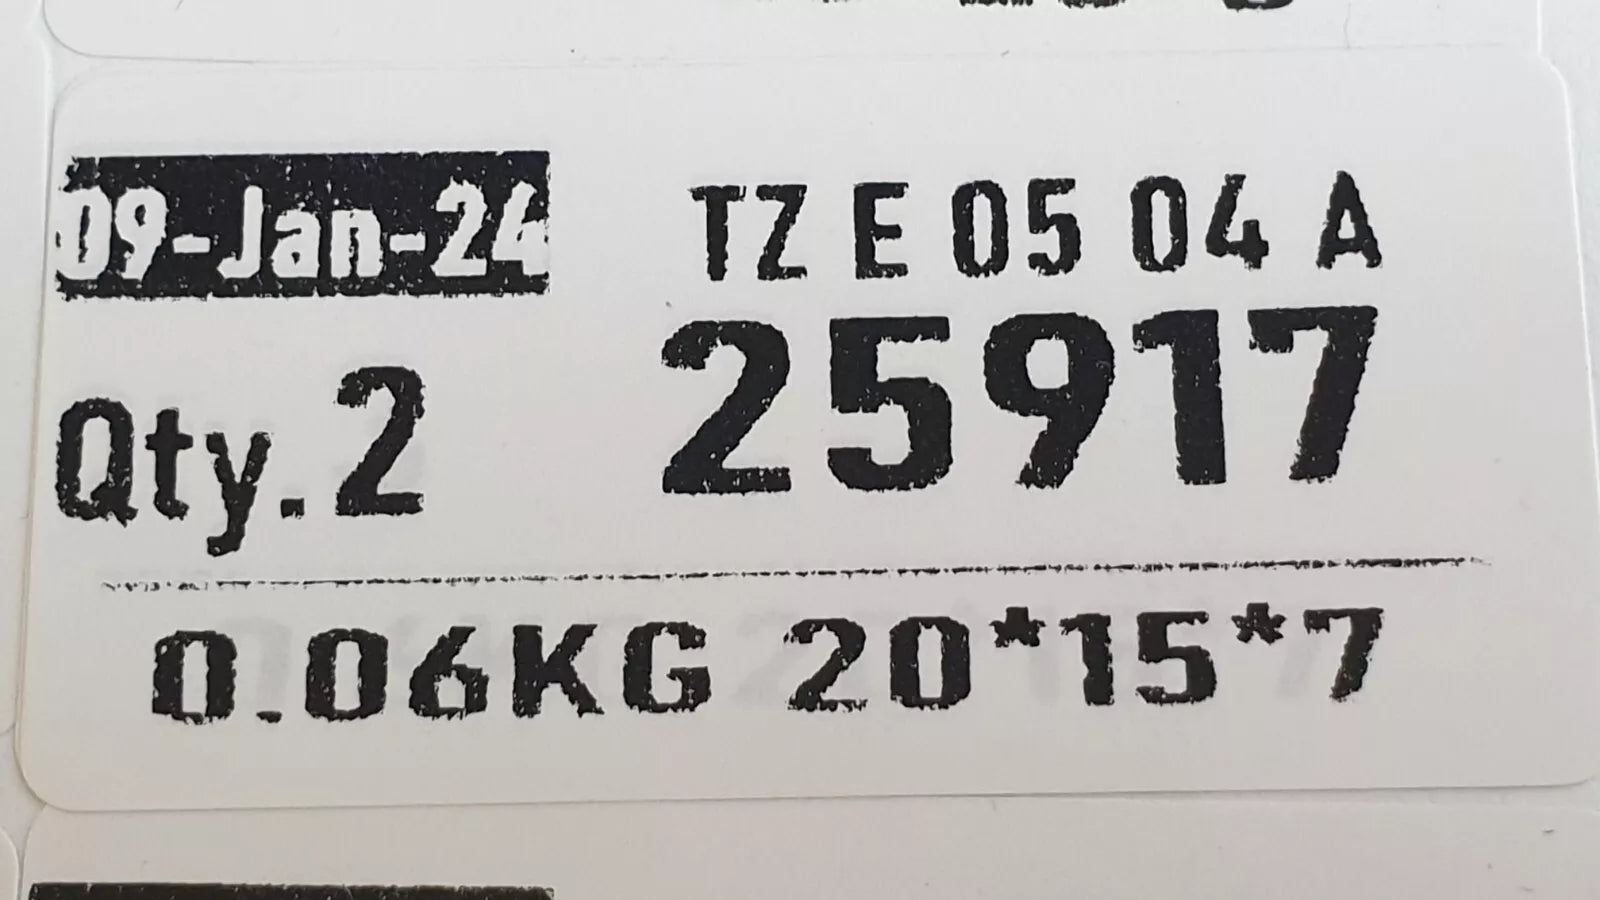 09-Jan-24
TZ E 05 04 A
Qty.2
25917
0.06KG 20*15*7